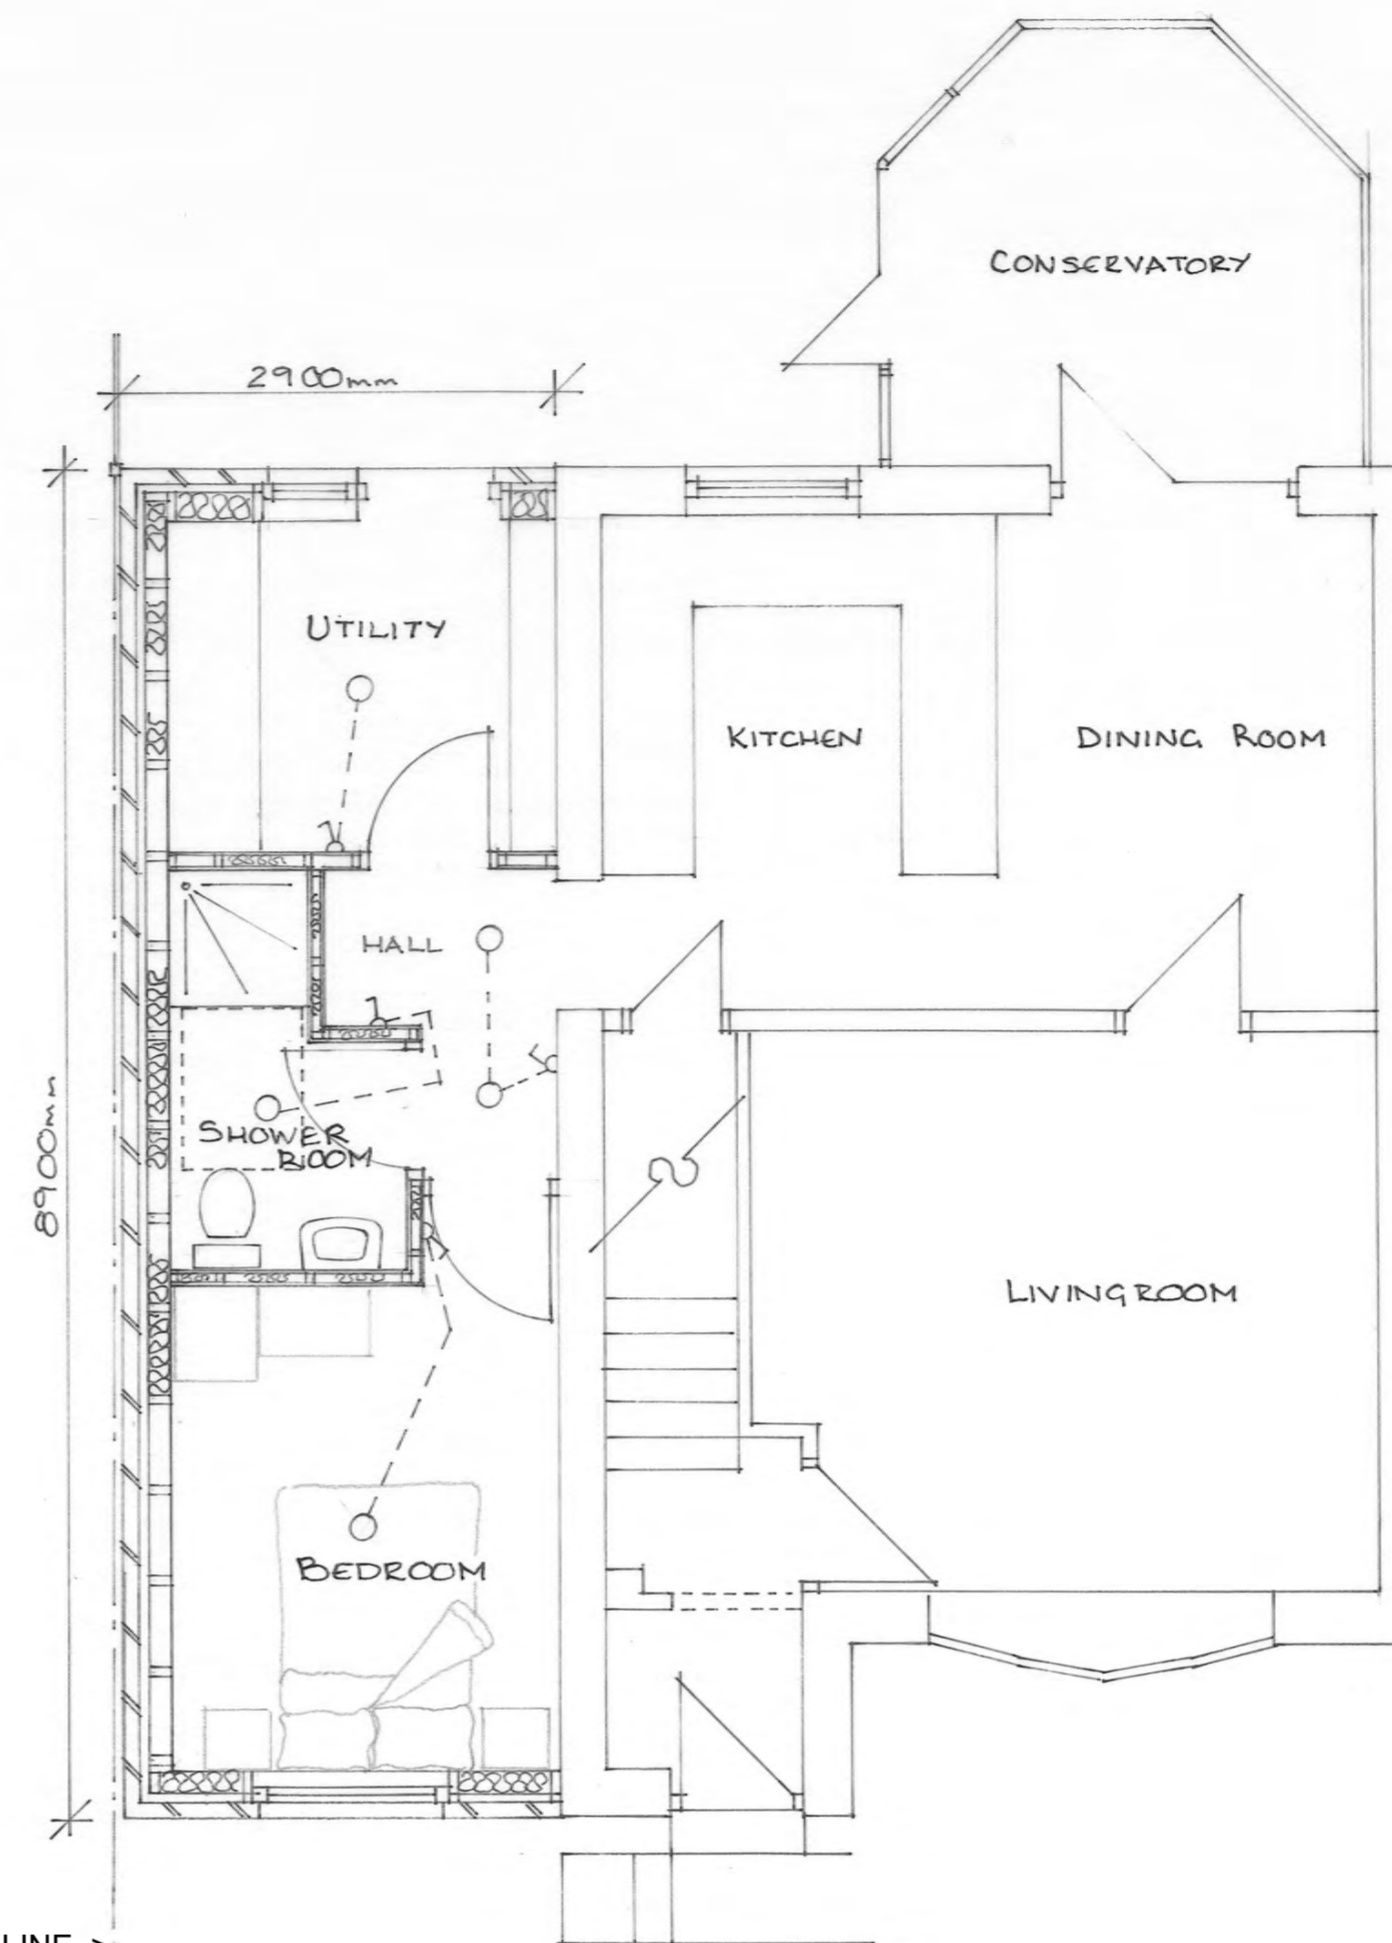 CONSERVATORY
2900mm
UTILITY
KITCHEN
DINING ROOM
HALL
8900mm
SHOWER
ROOM
LIVINGROOM
BEDROOM
LINE >